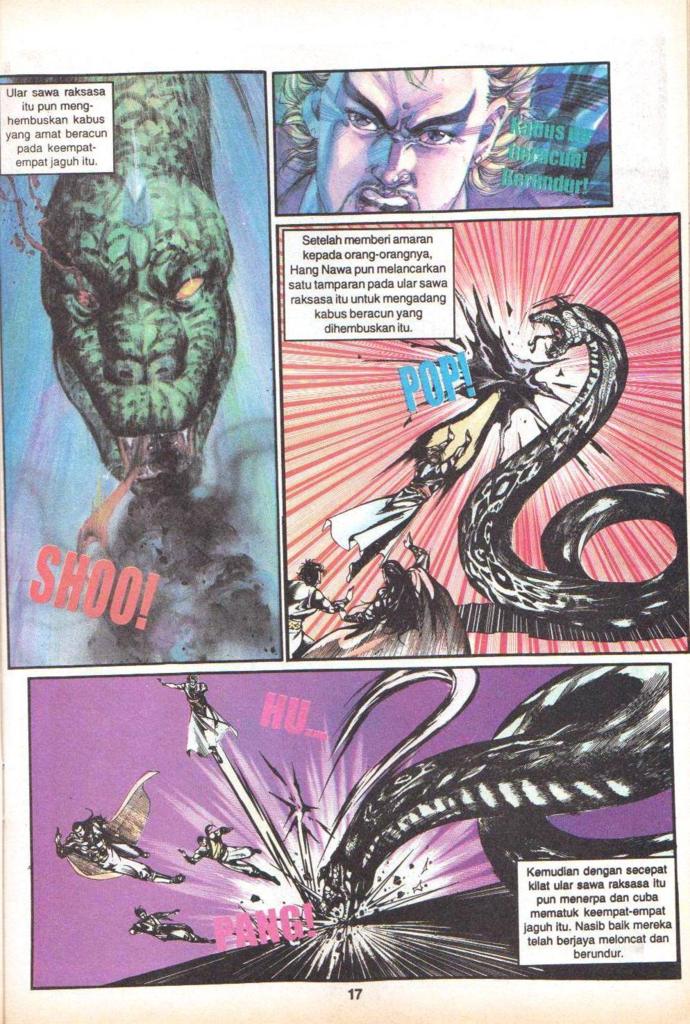 Ular sawa raksasa
itu pun meng-
hembuskan kabus
yang amat beracun
pada keempat-
empat jaguh itu.
SHOO!
Kabus itu
beracun!
Berundur!
Setelah memberi amaran
kepada orang-orangnya,
Hang Nawa pun melancarkan
satu tamparan pada ular sawa
raksasa itu untuk mengadang
kabus beracun yang
dihembuskan itu.
POP!
HU...
PANG!
Kemudian dengan secepat
kilat ular sawa raksasa itu
pun menerpa dan cuba
mematuk keempat-empat
jaguh itu. Nasib baik mereka
telah berjaya meloncat dan
berundur.
17